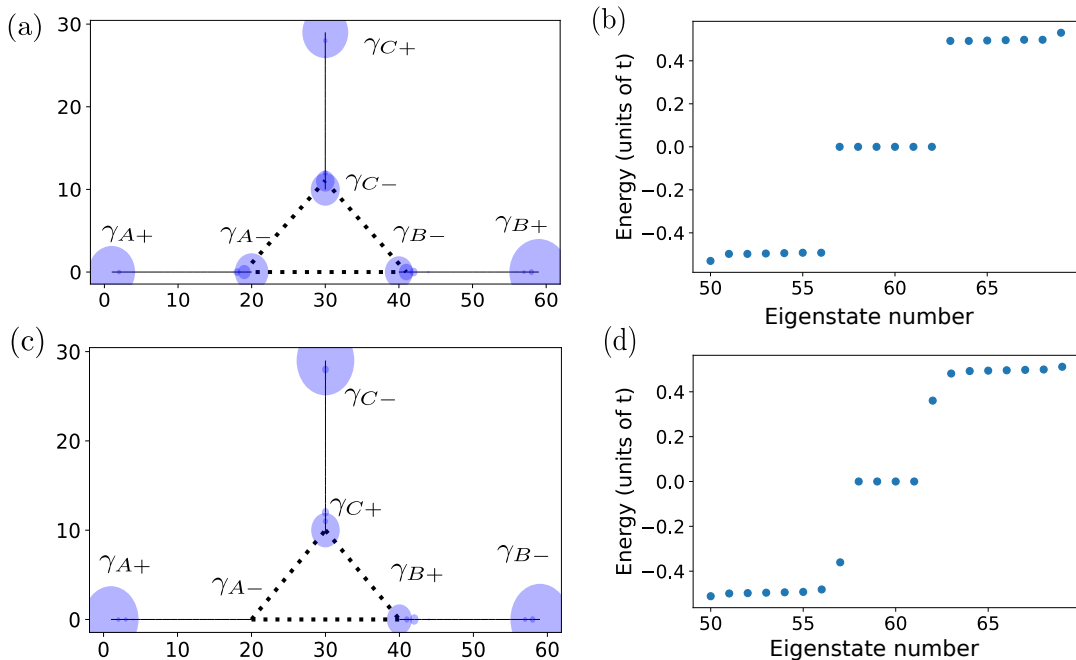 (a)
30
20
10
0
γC+
γC−
γA+
γA−
γB−
γB+
0 10 20 30 40 50 60
(b)
Energy (units of t)
0.4
0.2
0.0
−0.2
−0.4
50 55 60 65
Eigenstate number
(c)
30
20
10
0
γC−
γC+
γA+
γA−
γB+
γB−
0 10 20 30 40 50 60
(d)
Energy (units of t)
0.4
0.2
0.0
−0.2
−0.4
50 55 60 65
Eigenstate number